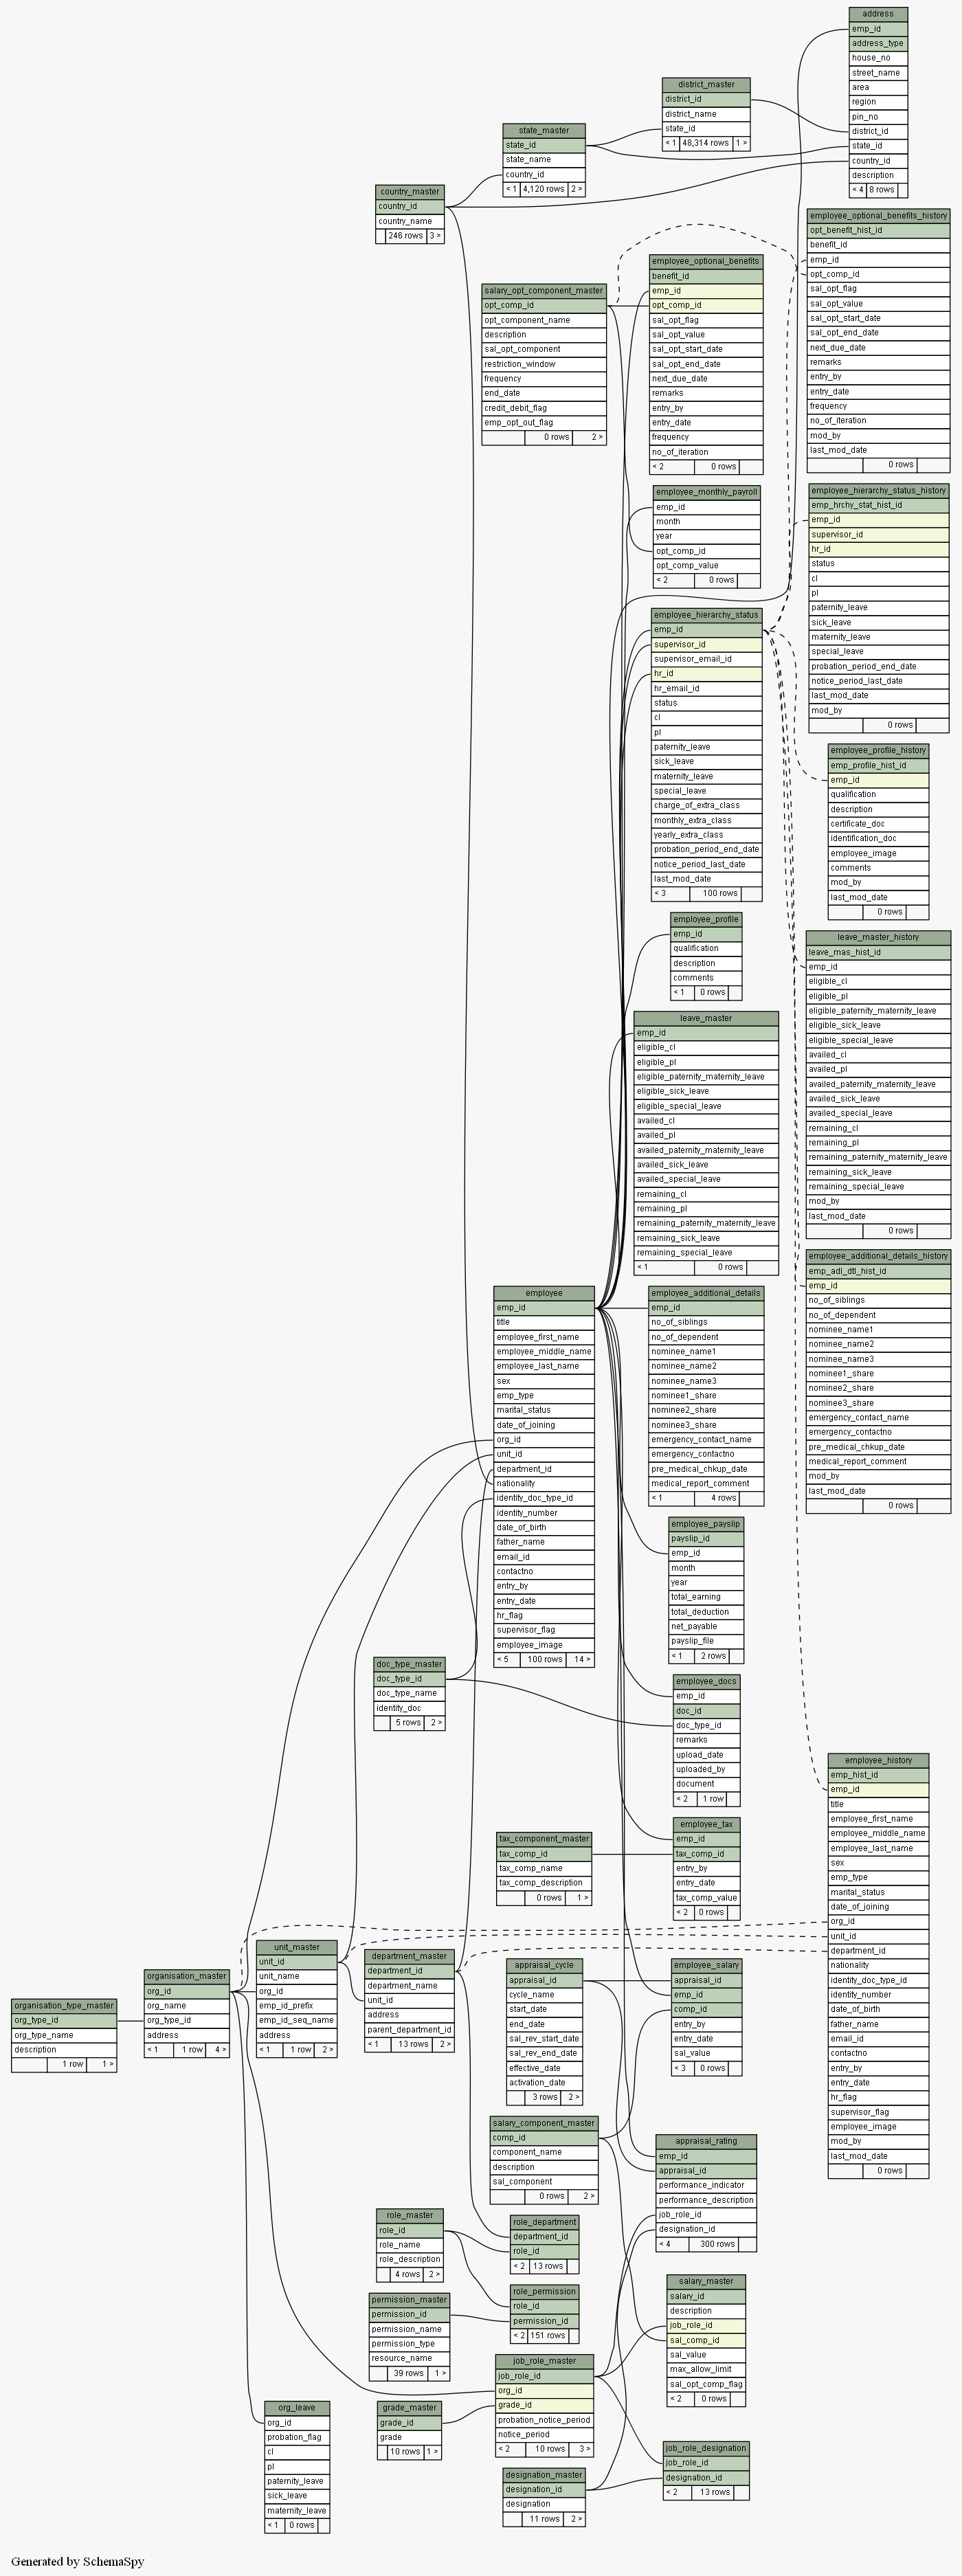 address
emp_id
address_type
house_no
street_name
area
region
pin_no
district_id
state_id
country_id
description
< 4 8 rows
district_master
district_id
district_name
state_id
< 1 48,314 rows 1 >
state_master
state_id
state_name
country_id
< 1 4,120 rows 2 >
country_master
country_id
country_name
246 rows 3 >
employee_optional_benefits_history
opt_benefit_hist_id
benefit_id
emp_id
opt_comp_id
sal_opt_flag
sal_opt_value
sal_opt_start_date
sal_opt_end_date
next_due_date
remarks
entry_by
entry_date
frequency
no_of_iteration
mod_by
last_mod_date
0 rows
employee_optional_benefits
benefit_id
emp_id
opt_comp_id
sal_opt_flag
sal_opt_value
sal_opt_start_date
sal_opt_end_date
next_due_date
remarks
entry_by
entry_date
frequency
no_of_iteration
< 2 0 rows
salary_opt_component_master
opt_comp_id
opt_component_name
description
sal_opt_component
restriction_window
frequency
end_date
credit_debit_flag
emp_opt_out_flag
0 rows 2 >
employee_monthly_payroll
emp_id
month
year
opt_comp_id
opt_comp_value
< 2 0 rows
employee_hierarchy_status_history
emp_hrchy_stat_hist_id
emp_id
supervisor_id
hr_id
status
cl
pl
paternity_leave
sick_leave
maternity_leave
special_leave
probation_period_end_date
notice_period_last_date
last_mod_date
mod_by
0 rows
employee_hierarchy_status
emp_id
supervisor_id
supervisor_email_id
hr_id
hr_email_id
status
cl
pl
paternity_leave
sick_leave
maternity_leave
special_leave
charge_of_extra_class
monthly_extra_class
yearly_extra_class
probation_period_end_date
notice_period_last_date
last_mod_date
< 3 100 rows
employee_profile_history
emp_profile_hist_id
emp_id
qualification
description
certificate_doc
identification_doc
employee_image
comments
mod_by
last_mod_date
0 rows
employee_profile
emp_id
qualification
description
comments
< 1 0 rows
leave_master_history
leave_mas_hist_id
emp_id
eligible_cl
eligible_pl
eligible_paternity_maternity_leave
eligible_sick_leave
eligible_special_leave
availed_cl
availed_pl
availed_paternity_maternity_leave
availed_sick_leave
availed_special_leave
remaining_cl
remaining_pl
remaining_paternity_maternity_leave
remaining_sick_leave
remaining_special_leave
mod_by
last_mod_date
0 rows
leave_master
emp_id
eligible_cl
eligible_pl
eligible_paternity_maternity_leave
eligible_sick_leave
eligible_special_leave
availed_cl
availed_pl
availed_paternity_maternity_leave
availed_sick_leave
availed_special_leave
remaining_cl
remaining_pl
remaining_paternity_maternity_leave
remaining_sick_leave
remaining_special_leave
< 1 0 rows
employee_additional_details_history
emp_adl_dtl_hist_id
emp_id
no_of_siblings
no_of_dependent
nominee_name1
nominee_name2
nominee_name3
nominee1_share
nominee2_share
nominee3_share
emergency_contact_name
emergency_contactno
pre_medical_chkup_date
medical_report_comment
mod_by
last_mod_date
0 rows
employee
emp_id
title
employee_first_name
employee_middle_name
employee_last_name
sex
emp_type
marital_status
date_of_joining
org_id
unit_id
department_id
nationality
identity_doc_type_id
identity_number
date_of_birth
father_name
email_id
contactno
entry_by
entry_date
hr_flag
supervisor_flag
employee_image
< 5 100 rows 14 >
employee_additional_details
emp_id
no_of_siblings
no_of_dependent
nominee_name1
nominee_name2
nominee_name3
nominee1_share
nominee2_share
nominee3_share
emergency_contact_name
emergency_contactno
pre_medical_chkup_date
medical_report_comment
< 1 4 rows
employee_payslip
payslip_id
emp_id
month
year
total_earning
total_deduction
net_payable
payslip_file
< 1 2 rows
doc_type_master
doc_type_id
doc_type_name
identity_doc
5 rows 2 >
employee_docs
emp_id
doc_id
doc_type_id
remarks
upload_date
uploaded_by
document
< 2 1 row
employee_history
emp_hist_id
emp_id
title
employee_first_name
employee_middle_name
employee_last_name
sex
emp_type
marital_status
date_of_joining
org_id
unit_id
department_id
nationality
identity_doc_type_id
identity_number
date_of_birth
father_name
email_id
contactno
entry_by
entry_date
hr_flag
supervisor_flag
employee_image
mod_by
last_mod_date
0 rows
tax_component_master
tax_comp_id
tax_comp_name
tax_comp_description
0 rows 1 >
employee_tax
emp_id
tax_comp_id
entry_by
entry_date
tax_comp_value
< 2 0 rows
organisation_type_master
org_type_id
org_type_name
description
1 row 1 >
organisation_master
org_id
org_name
org_type_id
address
< 1 1 row 4 >
unit_master
unit_id
unit_name
org_id
emp_id_prefix
emp_id_seq_name
address
< 1 1 row 2 >
department_master
department_id
department_name
unit_id
address
parent_department_id
< 1 13 rows 2 >
appraisal_cycle
appraisal_id
cycle_name
start_date
end_date
sal_rev_start_date
sal_rev_end_date
effective_date
activation_date
3 rows 2 >
employee_salary
appraisal_id
emp_id
comp_id
entry_by
entry_date
sal_value
< 3 0 rows
salary_component_master
comp_id
component_name
description
sal_component
0 rows 2 >
appraisal_rating
emp_id
appraisal_id
performance_indicator
performance_description
job_role_id
designation_id
< 4 300 rows
role_master
role_id
role_name
role_description
4 rows 2 >
role_department
department_id
role_id
< 2 13 rows
role_permission
role_id
permission_id
< 2 151 rows
permission_master
permission_id
permission_name
permission_type
resource_name
39 rows 1 >
salary_master
salary_id
description
job_role_id
sal_comp_id
sal_value
max_allow_limit
sal_opt_comp_flag
< 2 0 rows
job_role_master
job_role_id
org_id
grade_id
probation_notice_period
notice_period
< 2 10 rows 3 >
org_leave
org_id
probation_flag
cl
pl
paternity_leave
sick_leave
maternity_leave
< 1 0 rows
grade_master
grade_id
grade
10 rows 1 >
job_role_designation
job_role_id
designation_id
< 2 13 rows
designation_master
designation_id
designation
11 rows 2 >
Generated by SchemaSpy